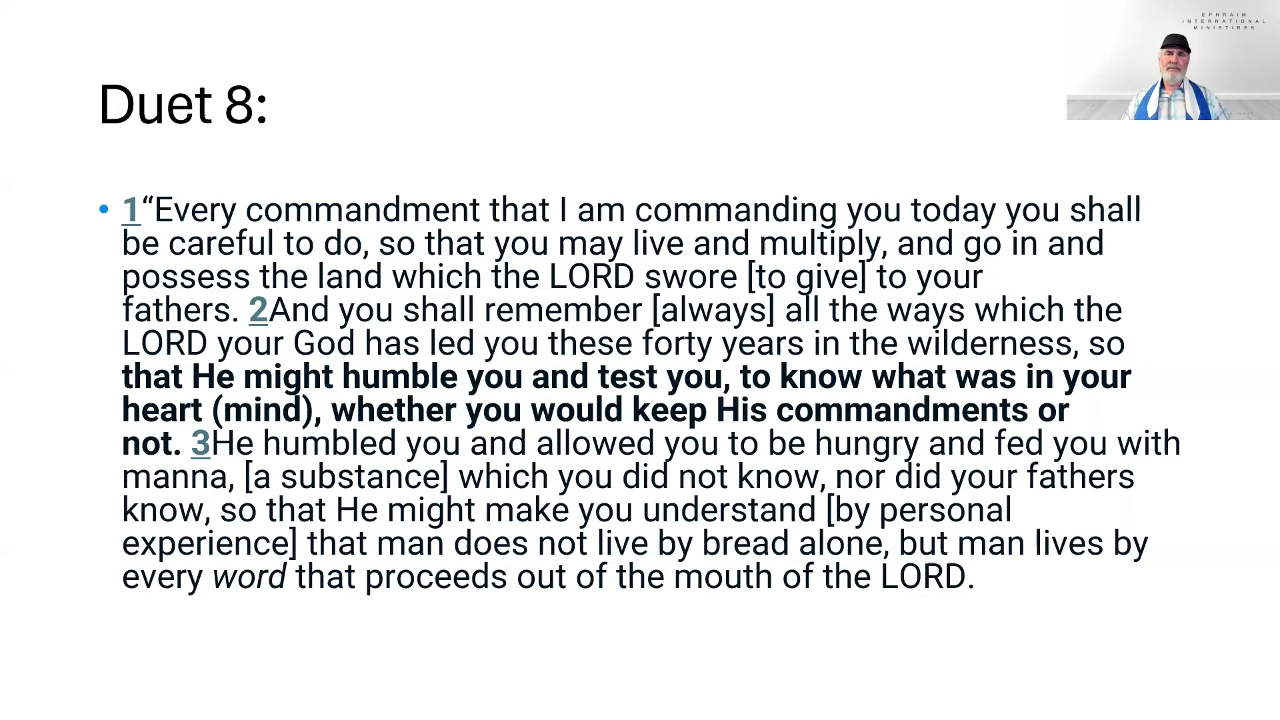 EPHRAIM
INTERNATIONAL
MINISTRIES
Duet 8:
• 1“Every commandment that I am commanding you today you shall
be careful to do, so that you may live and multiply, and go in and
possess the land which the LORD swore [to give] to your
fathers. 2And you shall remember [always] all the ways which the
LORD your God has led you these forty years in the wilderness, so
that He might humble you and test you, to know what was in your
heart (mind), whether you would keep His commandments or
not. 3He humbled you and allowed you to be hungry and fed you with
manna, [a substance] which you did not know, nor did your fathers
know, so that He might make you understand [by personal
experience] that man does not live by bread alone, but man lives by
every word that proceeds out of the mouth of the LORD.